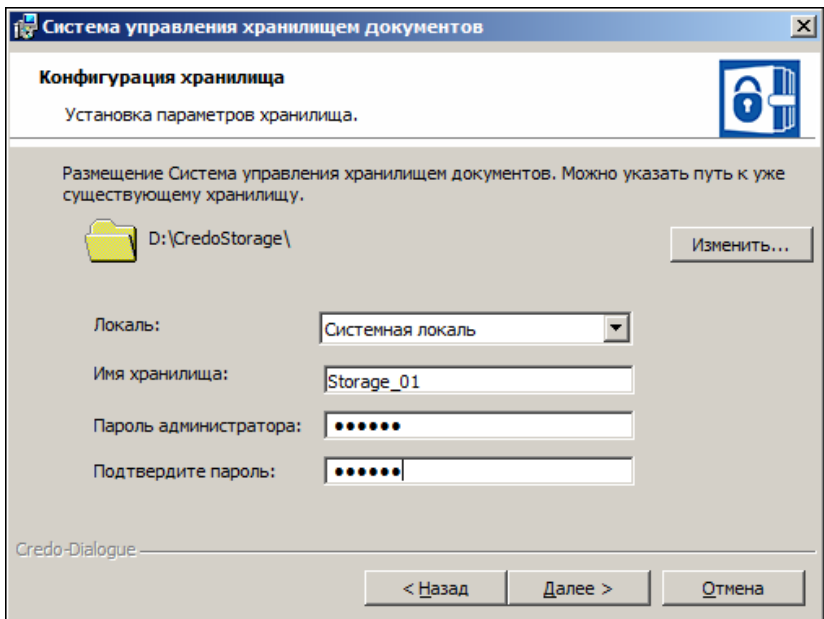 Система управления хранилищем документов
Конфигурация хранилища
Установка параметров хранилища.
Размещение Система управления хранилищем документов. Можно указать путь к уже
существующему хранилищу.
D:\CredoStorage\
Изменить...
Локаль: Системная локаль
Имя хранилища: Storage_01
Пароль администратора: ●●●●●●
Подтвердите пароль: ●●●●●●
Credo-Dialogue
< Назад Далее > Отмена